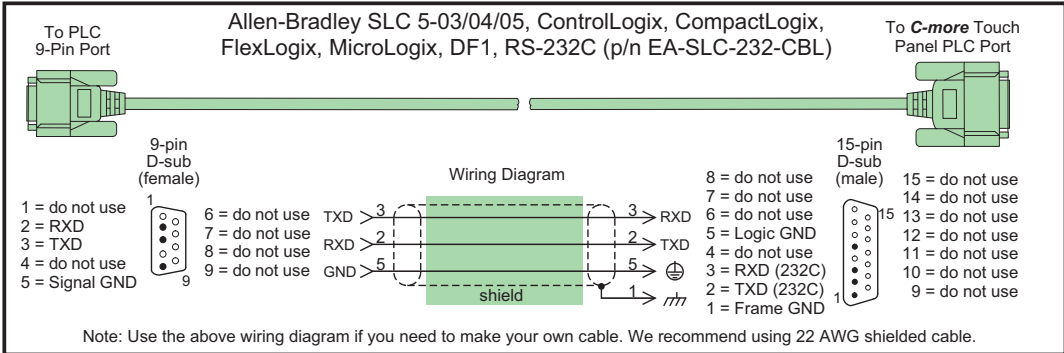 To PLC
9-Pin Port
Allen-Bradley SLC 5-03/04/05, ControlLogix, CompactLogix,
FlexLogix, MicroLogix, DF1, RS-232C (p/n EA-SLC-232-CBL)
To C-more Touch
Panel PLC Port
9-pin
D-sub
(female)
1
9
1 = do not use
2 = RXD
3 = TXD
4 = do not use
5 = Signal GND
6 = do not use
7 = do not use
8 = do not use
9 = do not use
Wiring Diagram
TXD 3 3 RXD
RXD 2 2 TXD
GND 5 5
1
shield
8 = do not use
7 = do not use
6 = do not use
5 = Logic GND
4 = do not use
3 = RXD (232C)
2 = TXD (232C)
1 = Frame GND
15-pin
D-sub
(male)
15
1
15 = do not use
14 = do not use
13 = do not use
12 = do not use
11 = do not use
10 = do not use
9 = do not use
Note: Use the above wiring diagram if you need to make your own cable. We recommend using 22 AWG shielded cable.